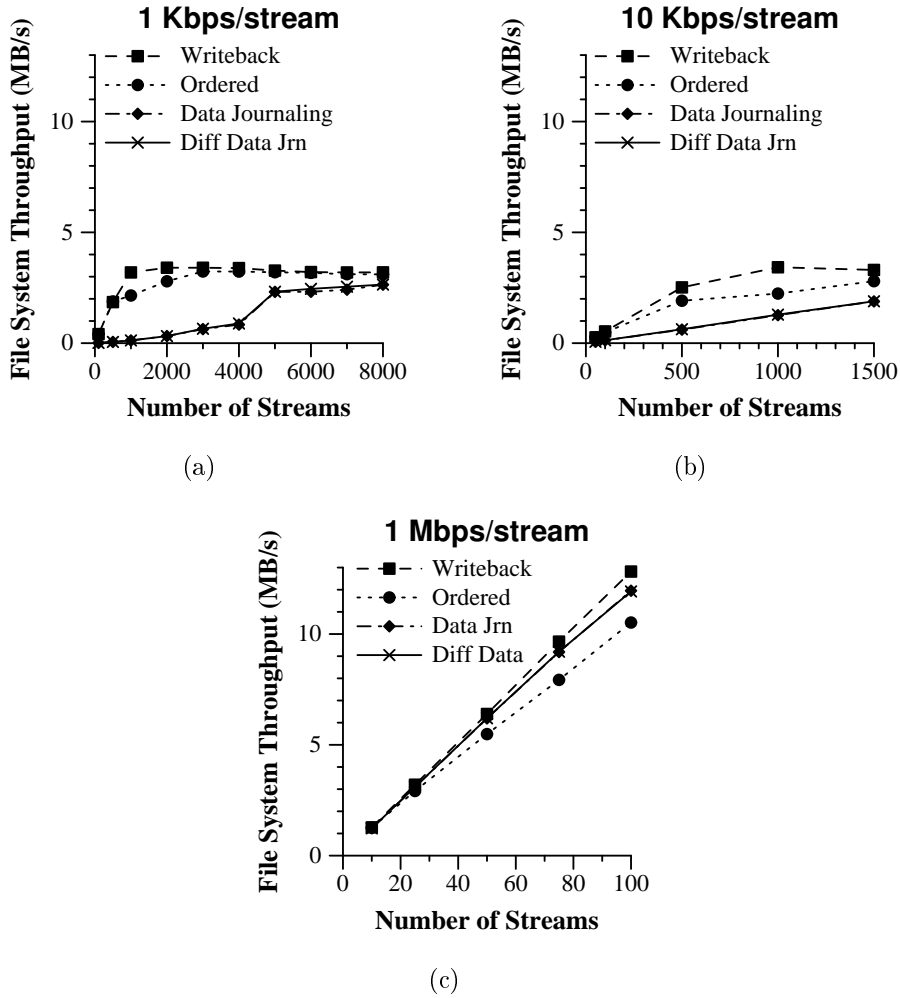 1 Kbps/stream
File System Throughput (MB/s)
Writeback
Ordered
Data Journaling
Diff Data Jrn
10
5
0
0 2000 4000 6000 8000
Number of Streams
(a)
10 Kbps/stream
File System Throughput (MB/s)
Writeback
Ordered
Data Journaling
Diff Data Jrn
10
5
0
0 500 1000 1500
Number of Streams
(b)
1 Mbps/stream
File System Throughput (MB/s)
Writeback
Ordered
Data Jrn
Diff Data
10
5
0
0 20 40 60 80 100
Number of Streams
(c)